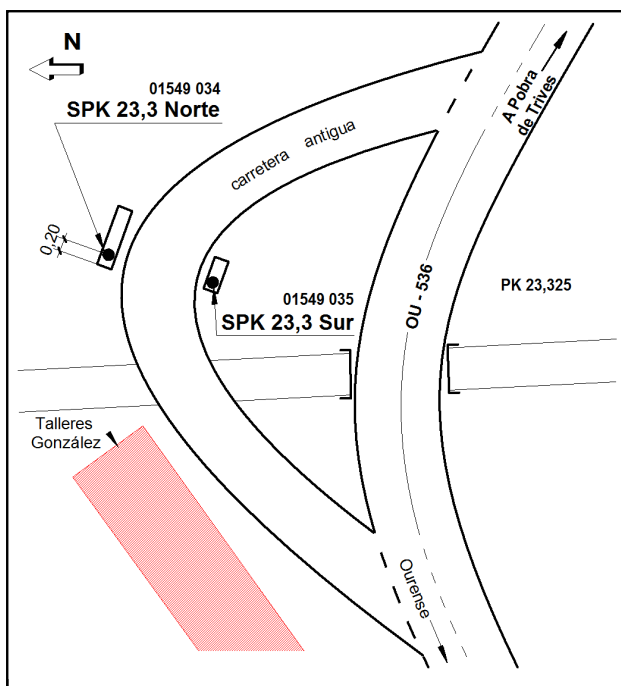 N
01549 034
SPK 23,3 Norte
A Pobra
de Trives
carretera antigua
0,20
01549 035
SPK 23,3 Sur
OU - 536
PK 23,325
Talleres
González
Ourense